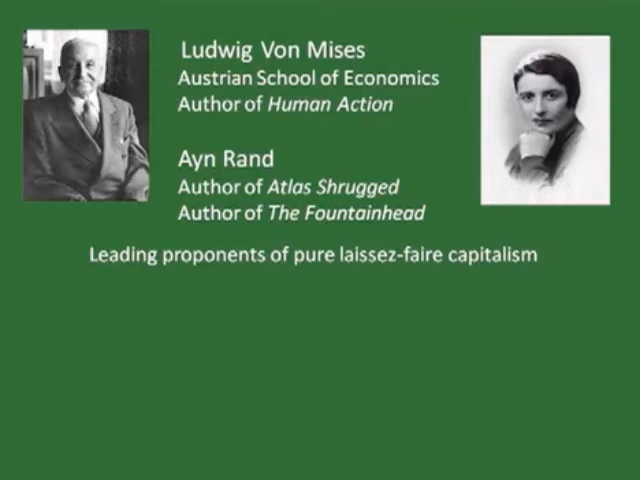 Ludwig Von Mises
Austrian School of Economics
Author of Human Action
Ayn Rand
Author of Atlas Shrugged
Author of The Fountainhead
Leading proponents of pure laissez-faire capitalism